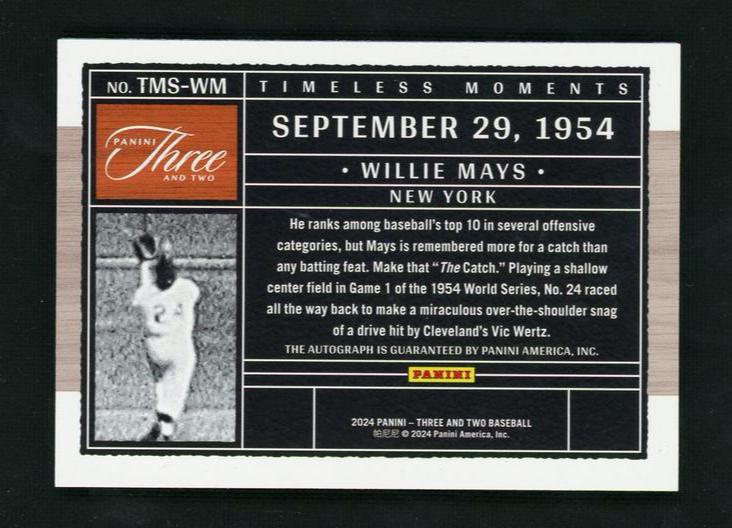 NO. TMS-WM
TIMELESS MOMENTS
PANINI
Three
AND TWO
SEPTEMBER 29, 1954
• WILLIE MAYS •
NEW YORK
He ranks among baseball's top 10 in several offensive
categories, but Mays is remembered more for a catch than
any batting feat. Make that “The Catch.” Playing a shallow
center field in Game 1 of the 1954 World Series, No. 24 raced
all the way back to make a miraculous over-the-shoulder snag
of a drive hit by Cleveland's Vic Wertz.
THE AUTOGRAPH IS GUARANTEED BY PANINI AMERICA, INC.
PANINI
2024 PANINI – THREE AND TWO BASEBALL
帕尼尼 © 2024 Panini America, Inc.
24